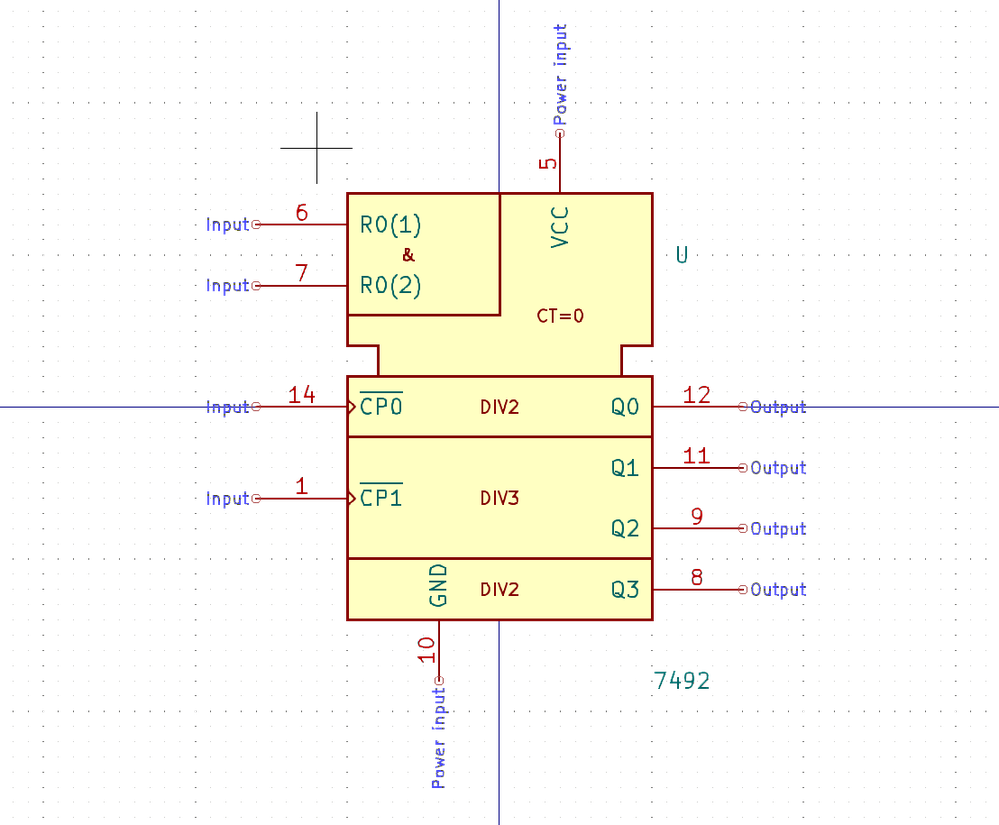 Power input
5
VCC
Input 6 R0(1)
&
U
Input 7 R0(2)
CT=0
Input 14 CP0 DIV2 Q0 12 Output
Q1 11 Output
Input 1 CP1 DIV3
Q2 9 Output
GND DIV2 Q3 8 Output
10
7492
Power input